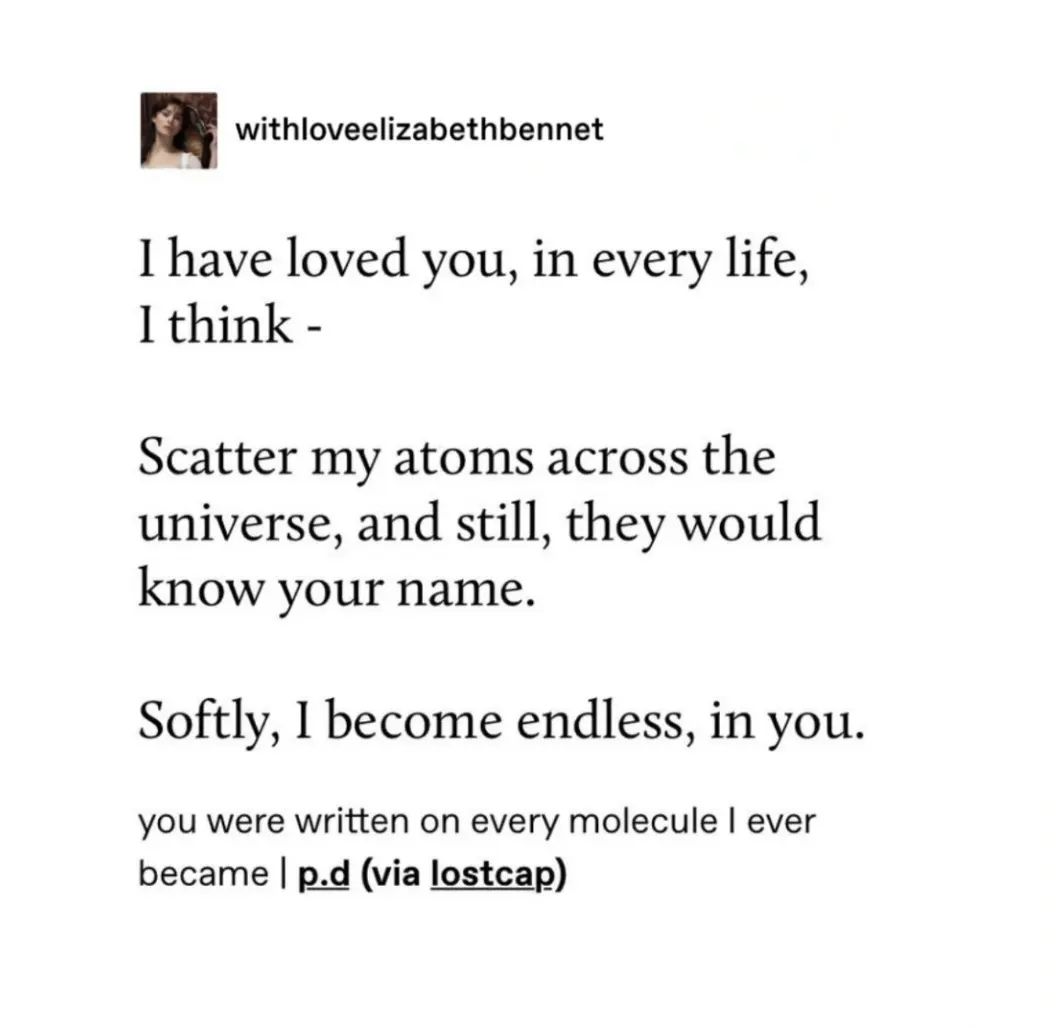 withloveelizabethbennet
I have loved you, in every life,
I think -
Scatter my atoms across the
universe, and still, they would
know your name.
Softly, I become endless, in you.
you were written on every molecule I ever
became | p.d (via lostcap)